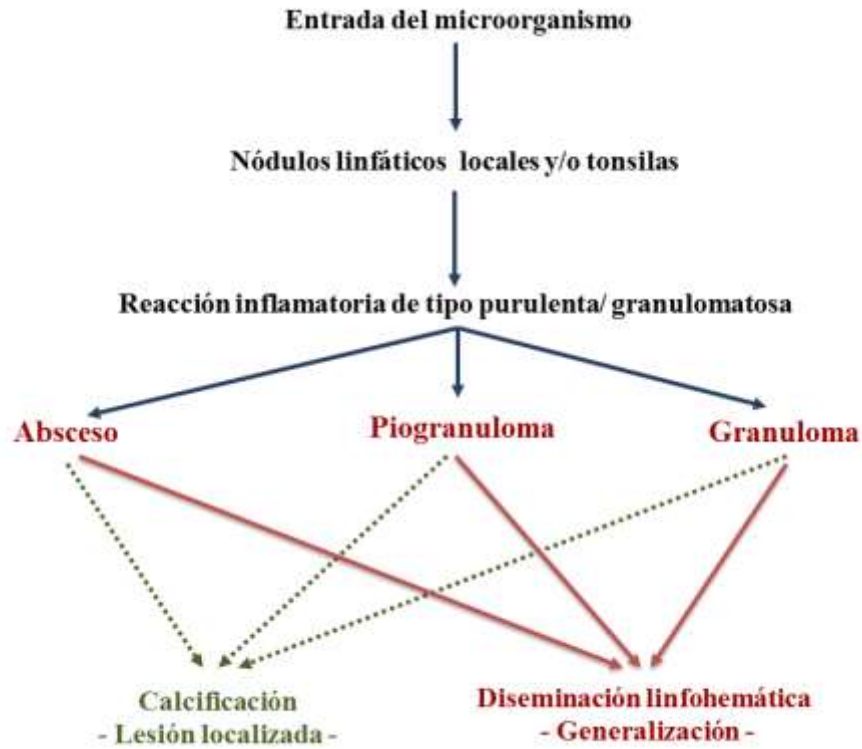 Entrada del microorganismo
Nódulos linfáticos locales y/o tonsilas
Reacción inflamatoria de tipo purulenta/ granulomatosa
Absceso
Piogranuloma
Granuloma
Calcificación
- Lesión localizada -
Diseminación linfohemática
- Generalización -